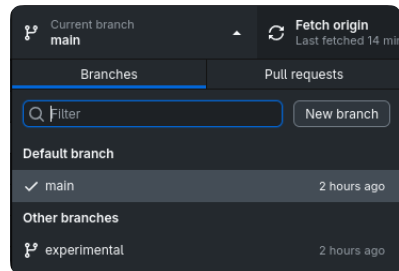 Current branch
main
Fetch origin
Last fetched 14 min
Branches
Pull requests
Filter
New branch
Default branch
main
2 hours ago
Other branches
experimental
2 hours ago